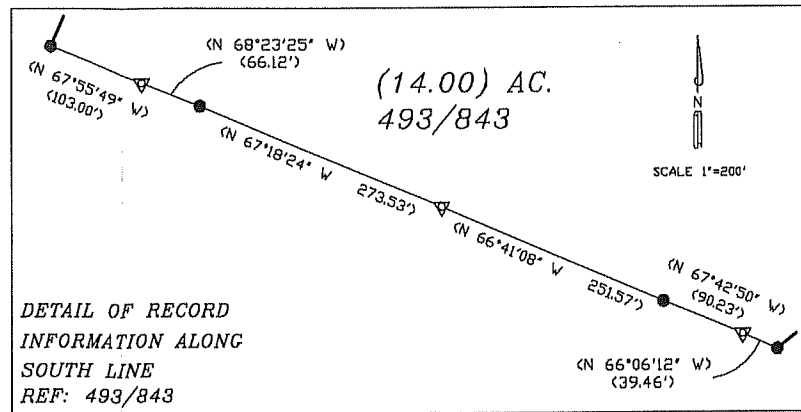 (N 68°23'25" W)
(66.12')
(N 67°55'49" W)
(103.00')
(14.00) AC.
493/843
N
SCALE 1"=200'
(N 67°18'24" W 273.53')
(N 66°41'08" W 251.57')
(N 67°42'50" W)
(90.23')
(N 66°06'12" W)
(39.46')
DETAIL OF RECORD
INFORMATION ALONG
SOUTH LINE
REF: 493/843